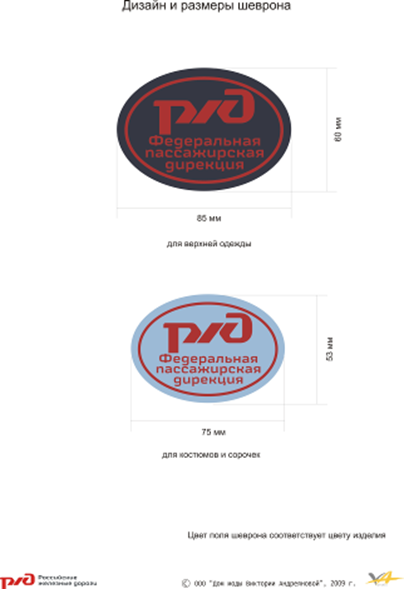 Дизайн и размеры шеврона
ржд
Федеральная
пассажирская
дирекция
60 мм
85 мм
для верхней одежды
ржд
Федеральная
пассажирская
дирекция
53 мм
75 мм
для костюмов и сорочек
Цвет поля шеврона соответствует цвету изделия
ржд Российские
железные дороги
© ООО "Дом моды Виктории Андреяновой", 2009 г.